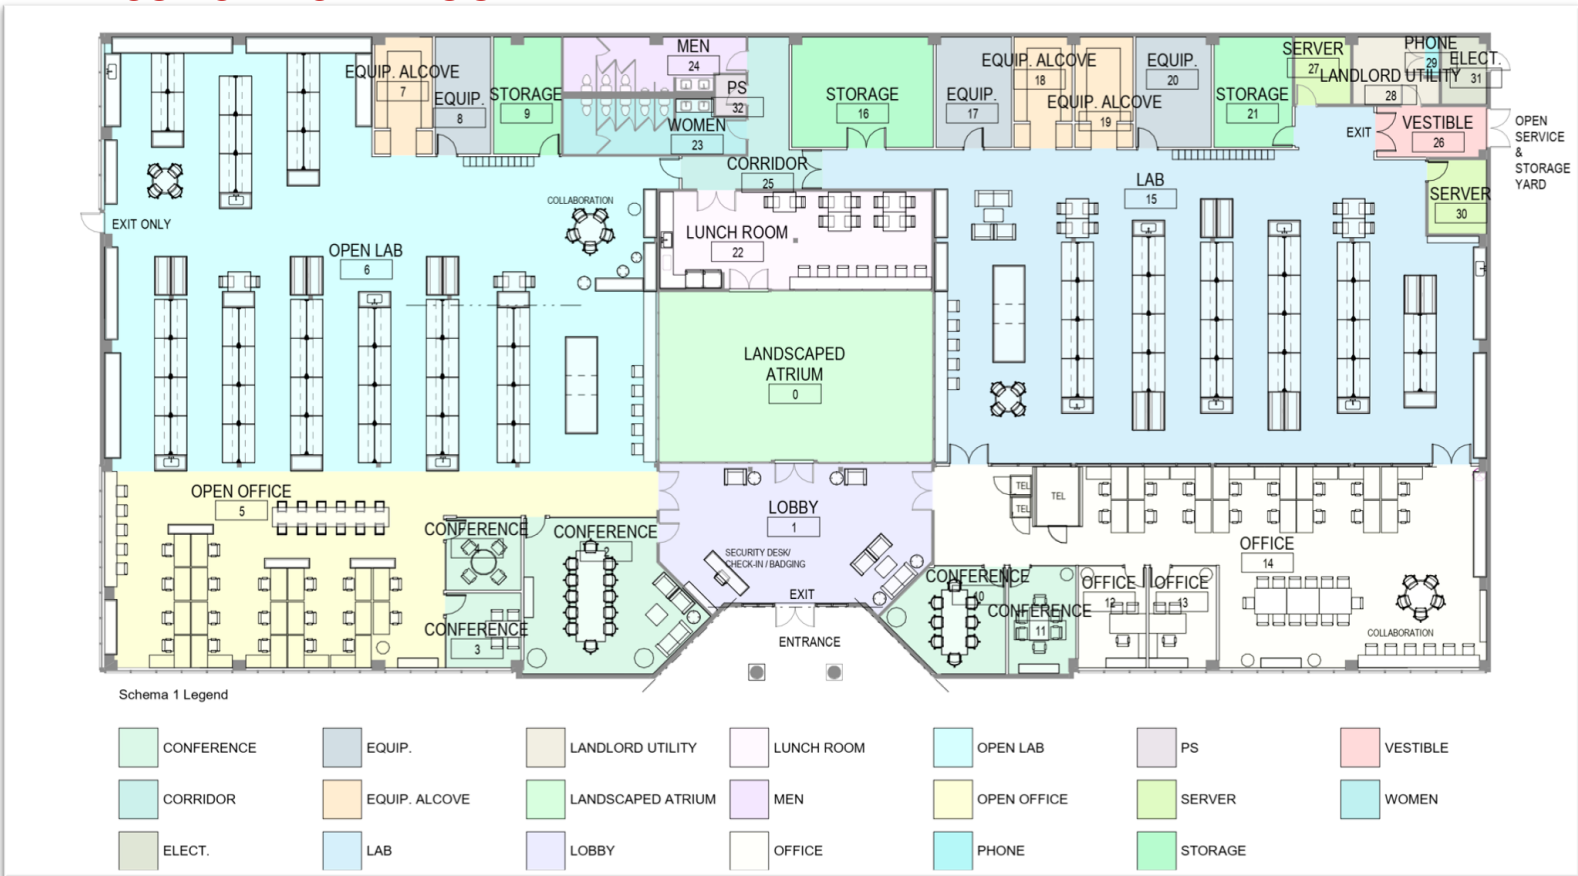 MEN
24
EQUIP. ALCOVE
7
EQUIP.
8
STORAGE
9
PS
32
WOMEN
23
STORAGE
16
EQUIP.
17
EQUIP. ALCOVE
18
EQUIP. ALCOVE
19
EQUIP.
20
STORAGE
21
SERVER
27
PHONE
29
LANDLORD UTILITY
28
ELECT.
31
EXIT
VESTIBLE
26
OPEN
SERVICE
&
STORAGE
YARD
CORRIDOR
25
LAB
15
SERVER
30
EXIT ONLY
COLLABORATION
OPEN LAB
6
LUNCH ROOM
22
LANDSCAPED
ATRIUM
0
OPEN OFFICE
5
CONFERENCE
CONFERENCE
2
CONFERENCE
3
LOBBY
1
SECURITY DESK/
CHECK-IN / BADGING
EXIT
ENTRANCE
TEL
TEL
TEL
CONFERENCE
10
CONFERENCE
11
OFFICE
12
OFFICE
13
OFFICE
14
COLLABORATION
Schema 1 Legend
CONFERENCE
EQUIP.
LANDLORD UTILITY
LUNCH ROOM
OPEN LAB
PS
VESTIBLE
CORRIDOR
EQUIP. ALCOVE
LANDSCAPED ATRIUM
MEN
OPEN OFFICE
SERVER
WOMEN
ELECT.
LAB
LOBBY
OFFICE
PHONE
STORAGE